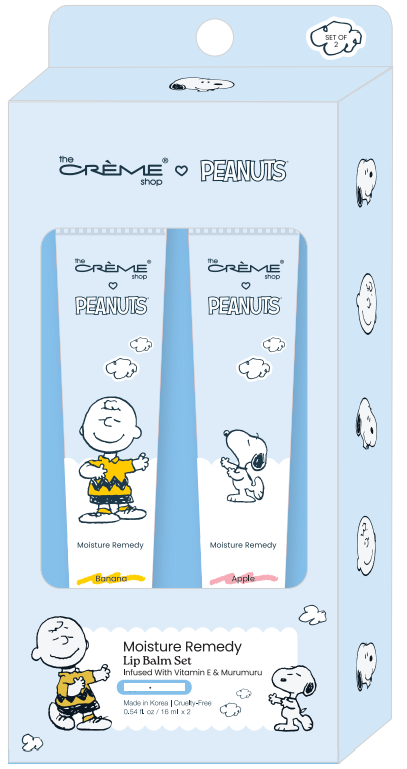 SET OF
2
the
CRÈME®
shop
PEANUTS
the
CRÈME®
shop
PEANUTS
Moisture Remedy
Banana
the
CRÈME®
shop
PEANUTS
Moisture Remedy
Apple
Moisture Remedy
Lip Balm Set
Infused With Vitamin E & Murumuru
Made in Korea | Cruelty-Free
0.54 fl. oz / 16 ml x 2